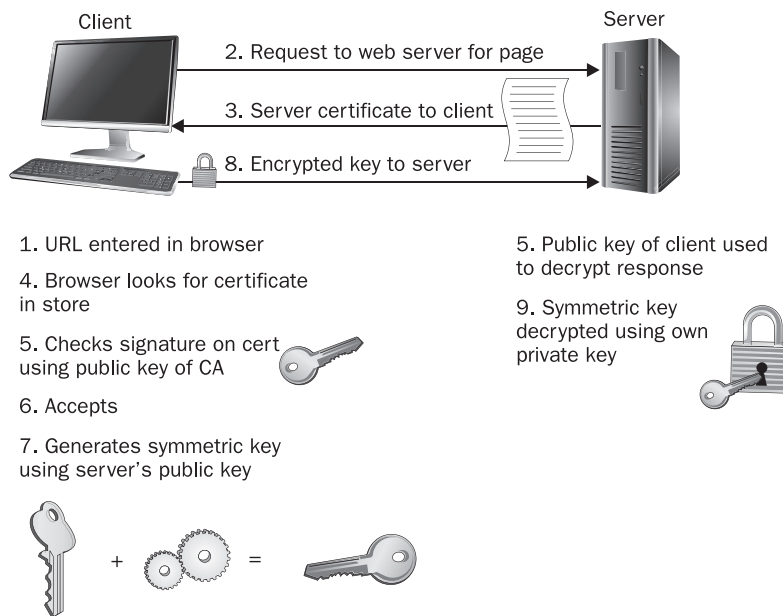 Client
Server
2. Request to web server for page
3. Server certificate to client
8. Encrypted key to server
1. URL entered in browser
4. Browser looks for certificate
in store
5. Checks signature on cert
using public key of CA
6. Accepts
7. Generates symmetric key
using server's public key
+ =
5. Public key of client used
to decrypt response
9. Symmetric key
decrypted using own
private key